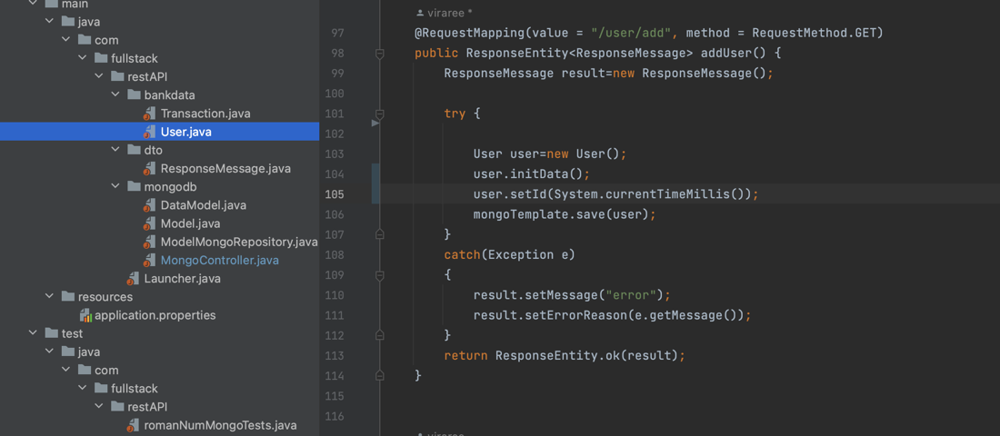 main
java
com
fullstack
restAPI
bankdata
Transaction.java
User.java
dto
ResponseMessage.java
mongodb
DataModel.java
Model.java
ModelMongoRepository.java
MongoController.java
Launcher.java
resources
application.properties
test
java
com
fullstack
restAPI
romanNumMongoTests.java
viraree *
97 @RequestMapping(value = "/user/add", method = RequestMethod.GET)
98 public ResponseEntity<ResponseMessage> addUser() {
99 ResponseMessage result=new ResponseMessage();
100
101 try {
102
103 User user=new User();
104 user.initData();
105 user.setId(System.currentTimeMillis());
106 mongoTemplate.save(user);
107 }
108 catch(Exception e)
109 {
110 result.setMessage("error");
111 result.setErrorReason(e.getMessage());
112 }
113 return ResponseEntity.ok(result);
114 }
115
116
viraree